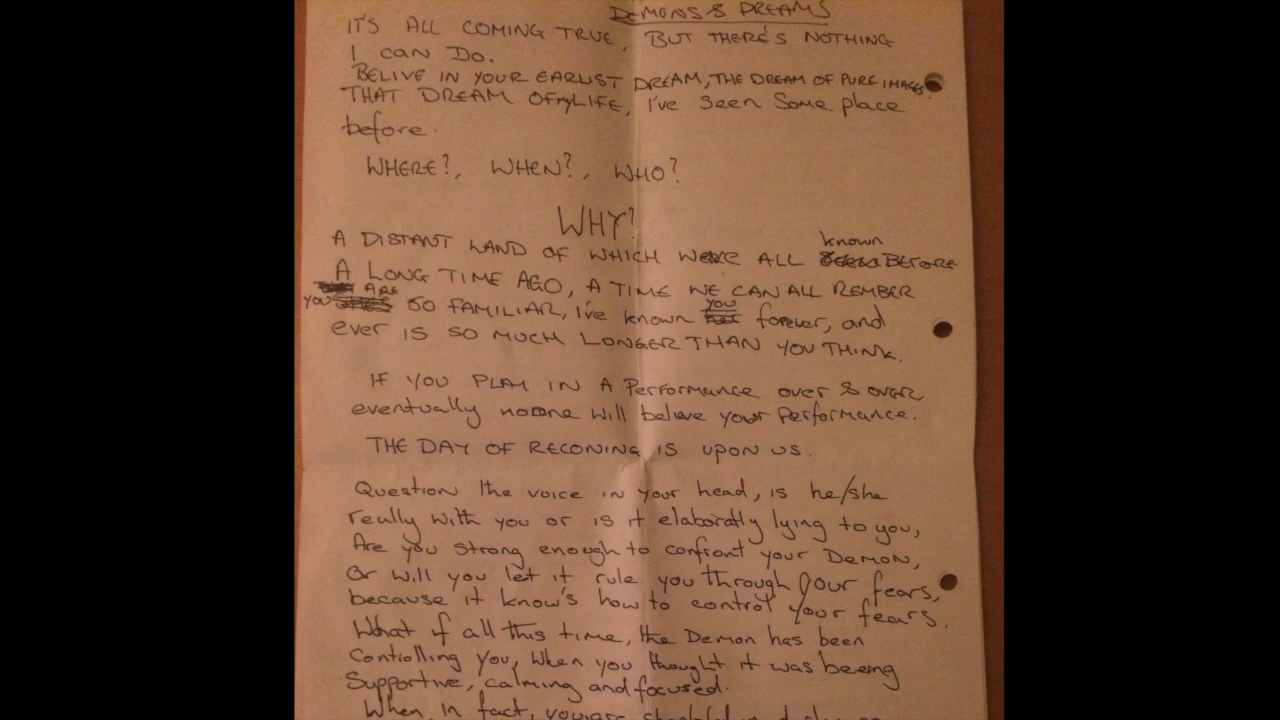 DEMONS & DREAMS
IT'S ALL COMING TRUE, BUT THERE'S NOTHING
I CAN DO.
BELIVE IN YOUR EARLIST DREAM, THE DREAM OF PURE IMAGES.
THAT DREAM OF MY LIFE, I've seen some place
before.
WHERE?, WHEN?, WHO?
WHY?
A DISTANT LAND OF WHICH WE'RE ALL known BEFORE
A LONG TIME AGO, A TIME WE CAN ALL REMBER
YOU ARE SO FAMILIAR, I've known YOU forever, and
ever IS SO MUCH LONGER THAN YOU THINK.
IF YOU PLAY IN A PerFormance over & over
eventually noone will believe your Performance.
THE DAY OF RECONING IS UPON US.
Question the voice in your head, is he/she
really with you or is it elaboratly lying to you,
Are you strong enough to confront your Demon,
Or will you let it rule you through your fears,
because it know's how to control your fears.
What if all this time, the Demon has been
controlling you, when you thought it was beeing
Supportive, calming and focused.
When, in fact, you are